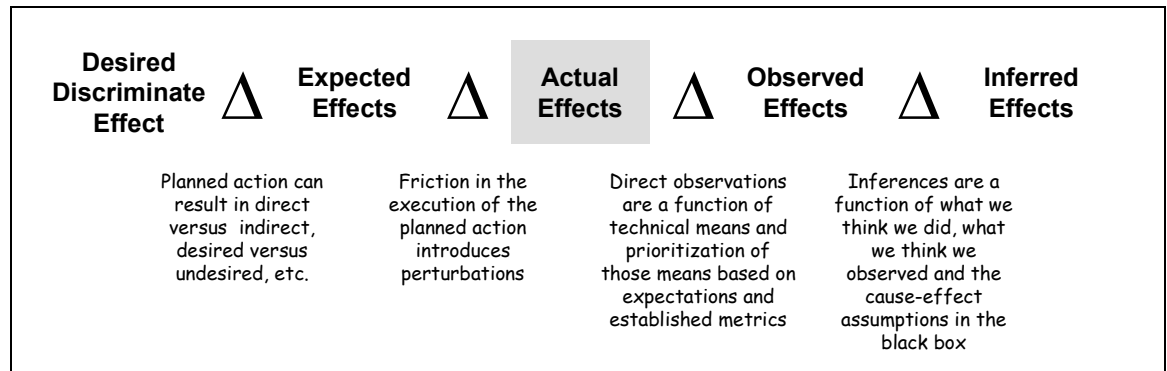 Desired
Discriminate
Effect
Δ
Expected
Effects
Δ
Actual
Effects
Δ
Observed
Effects
Δ
Inferred
Effects
Planned action can
result in direct
versus indirect,
desired versus
undesired, etc.
Friction in the
execution of the
planned action
introduces
perturbations
Direct observations
are a function of
technical means and
prioritization of
those means based on
expectations and
established metrics
Inferences are a
function of what we
think we did, what
we think we
observed and the
cause-effect
assumptions in the
black box